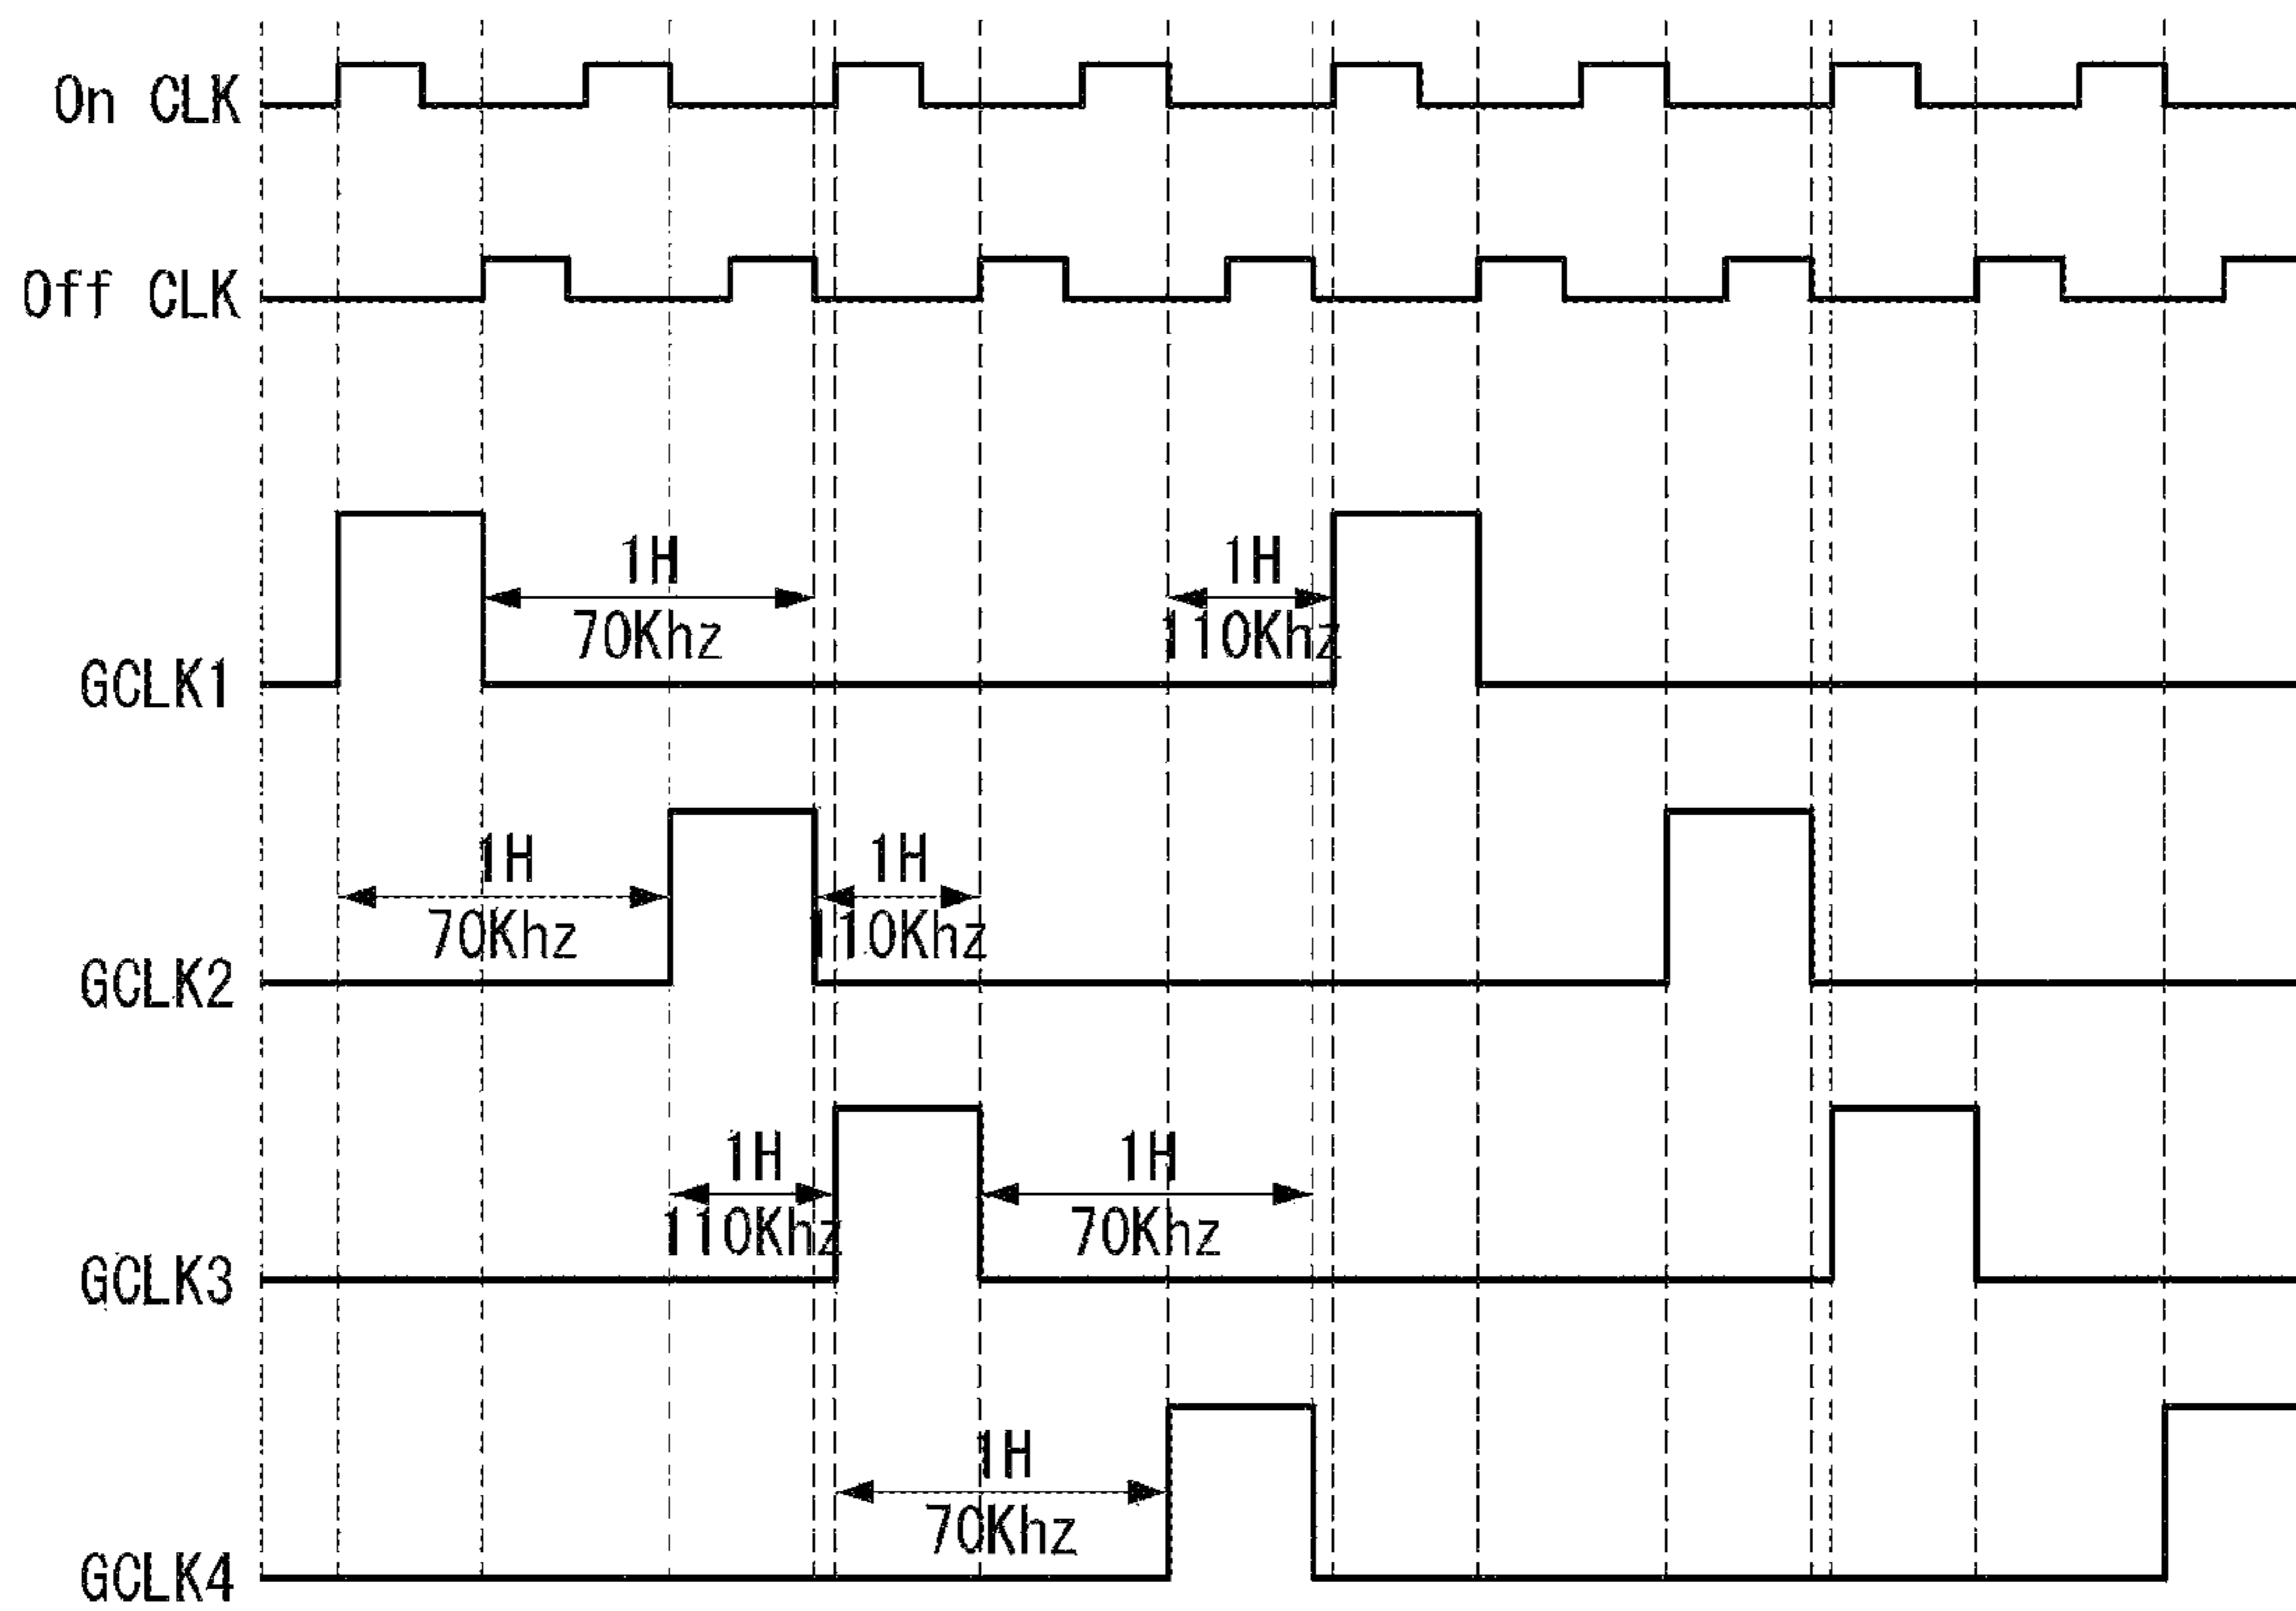 On CLK
Off CLK
1H
70Khz
1H
110Khz
GCLK1
1H
70Khz
1H
110Khz
GCLK2
1H
110Khz
1H
70Khz
GCLK3
1H
70Khz
GCLK4